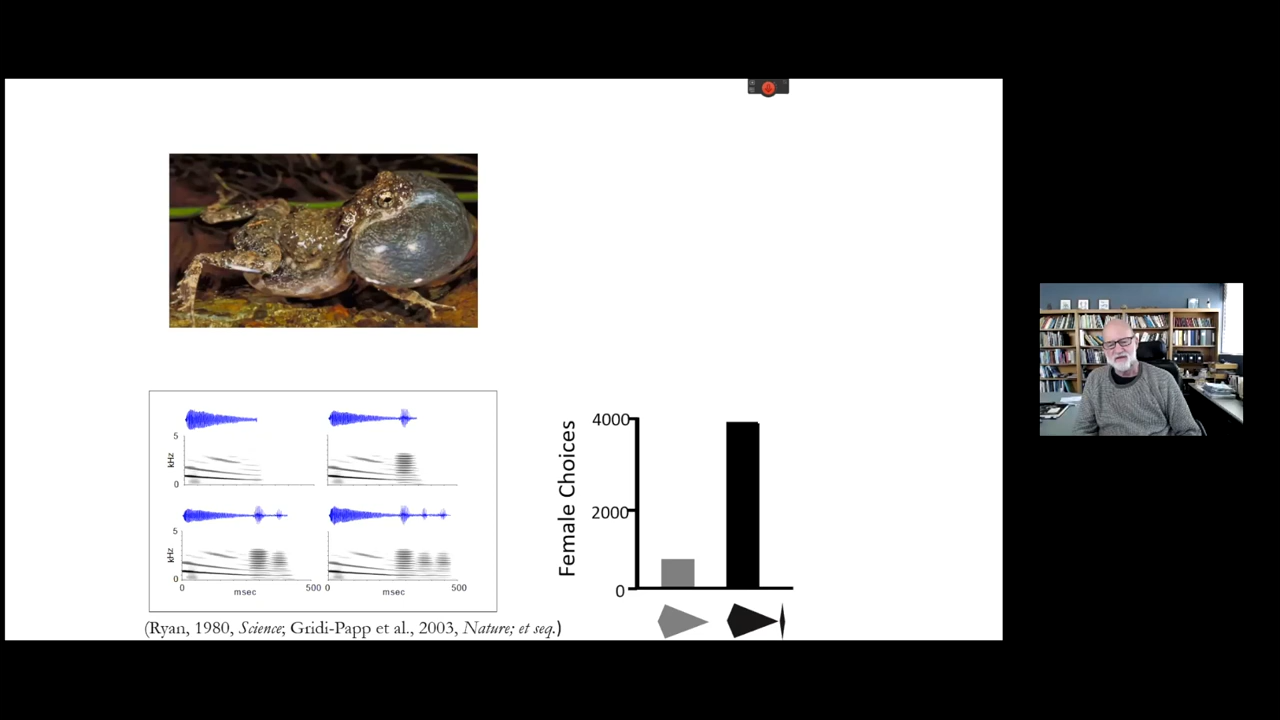 5
kHz
0
5
kHz
0
0
msec
500
0
msec
500
Female Choices
4000
2000
0
(Ryan, 1980, Science; Gridi-Papp et al., 2003, Nature; et seq.)